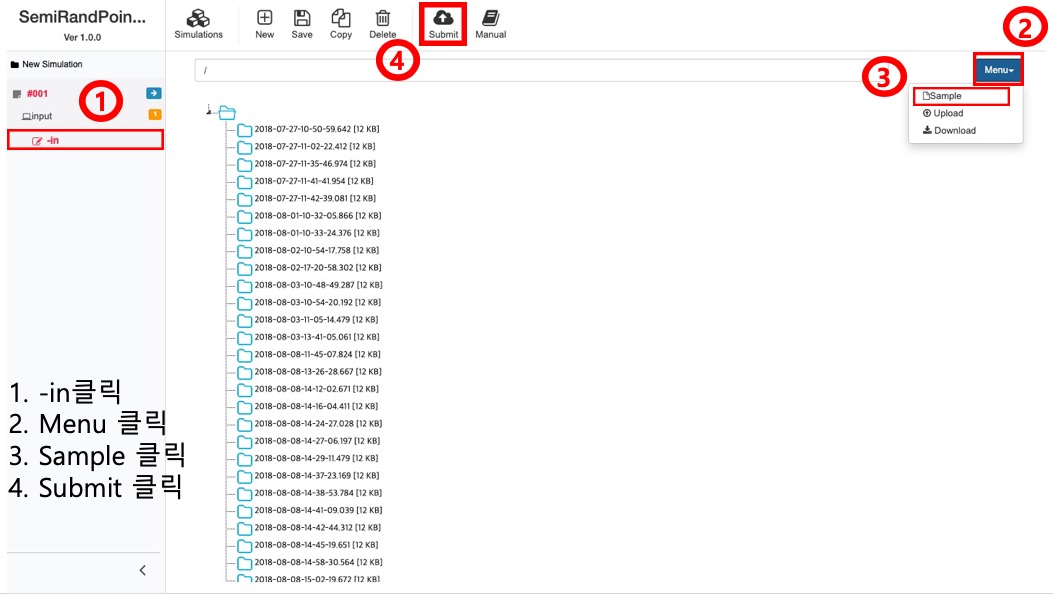 SemiRandPoin...
Ver 1.0.0
Simulations
New
Save
Copy
Delete
Submit
Manual
2
4
New Simulation
/
Menu
3
#001
1
Sample
input
1
Upload
-in
Download
2018-07-27-10-50-59.642 [12 KB]
2018-07-27-11-02-22.412 [12 KB]
2018-07-27-11-35-46.974 [12 KB]
2018-07-27-11-41-41.954 [12 KB]
2018-07-27-11-42-39.081 [12 KB]
2018-08-01-10-32-05.866 [12 KB]
2018-08-01-10-33-24.376 [12 KB]
2018-08-02-10-54-17.758 [12 KB]
2018-08-02-17-20-58.302 [12 KB]
2018-08-03-10-48-49.287 [12 KB]
2018-08-03-10-54-20.192 [12 KB]
2018-08-03-11-05-14.479 [12 KB]
2018-08-03-13-41-05.061 [12 KB]
2018-08-08-11-45-07.824 [12 KB]
2018-08-08-13-26-28.667 [12 KB]
2018-08-08-14-12-02.671 [12 KB]
2018-08-08-14-16-04.411 [12 KB]
2018-08-08-14-24-27.028 [12 KB]
2018-08-08-14-27-06.197 [12 KB]
2018-08-08-14-29-11.479 [12 KB]
2018-08-08-14-37-23.169 [12 KB]
2018-08-08-14-38-53.784 [12 KB]
2018-08-08-14-41-09.039 [12 KB]
2018-08-08-14-42-44.312 [12 KB]
2018-08-08-14-45-19.651 [12 KB]
2018-08-08-14-58-30.564 [12 KB]
2018-08-08-15-02-19.672 [12 KB]
1. -in클릭
2. Menu 클릭
3. Sample 클릭
4. Submit 클릭